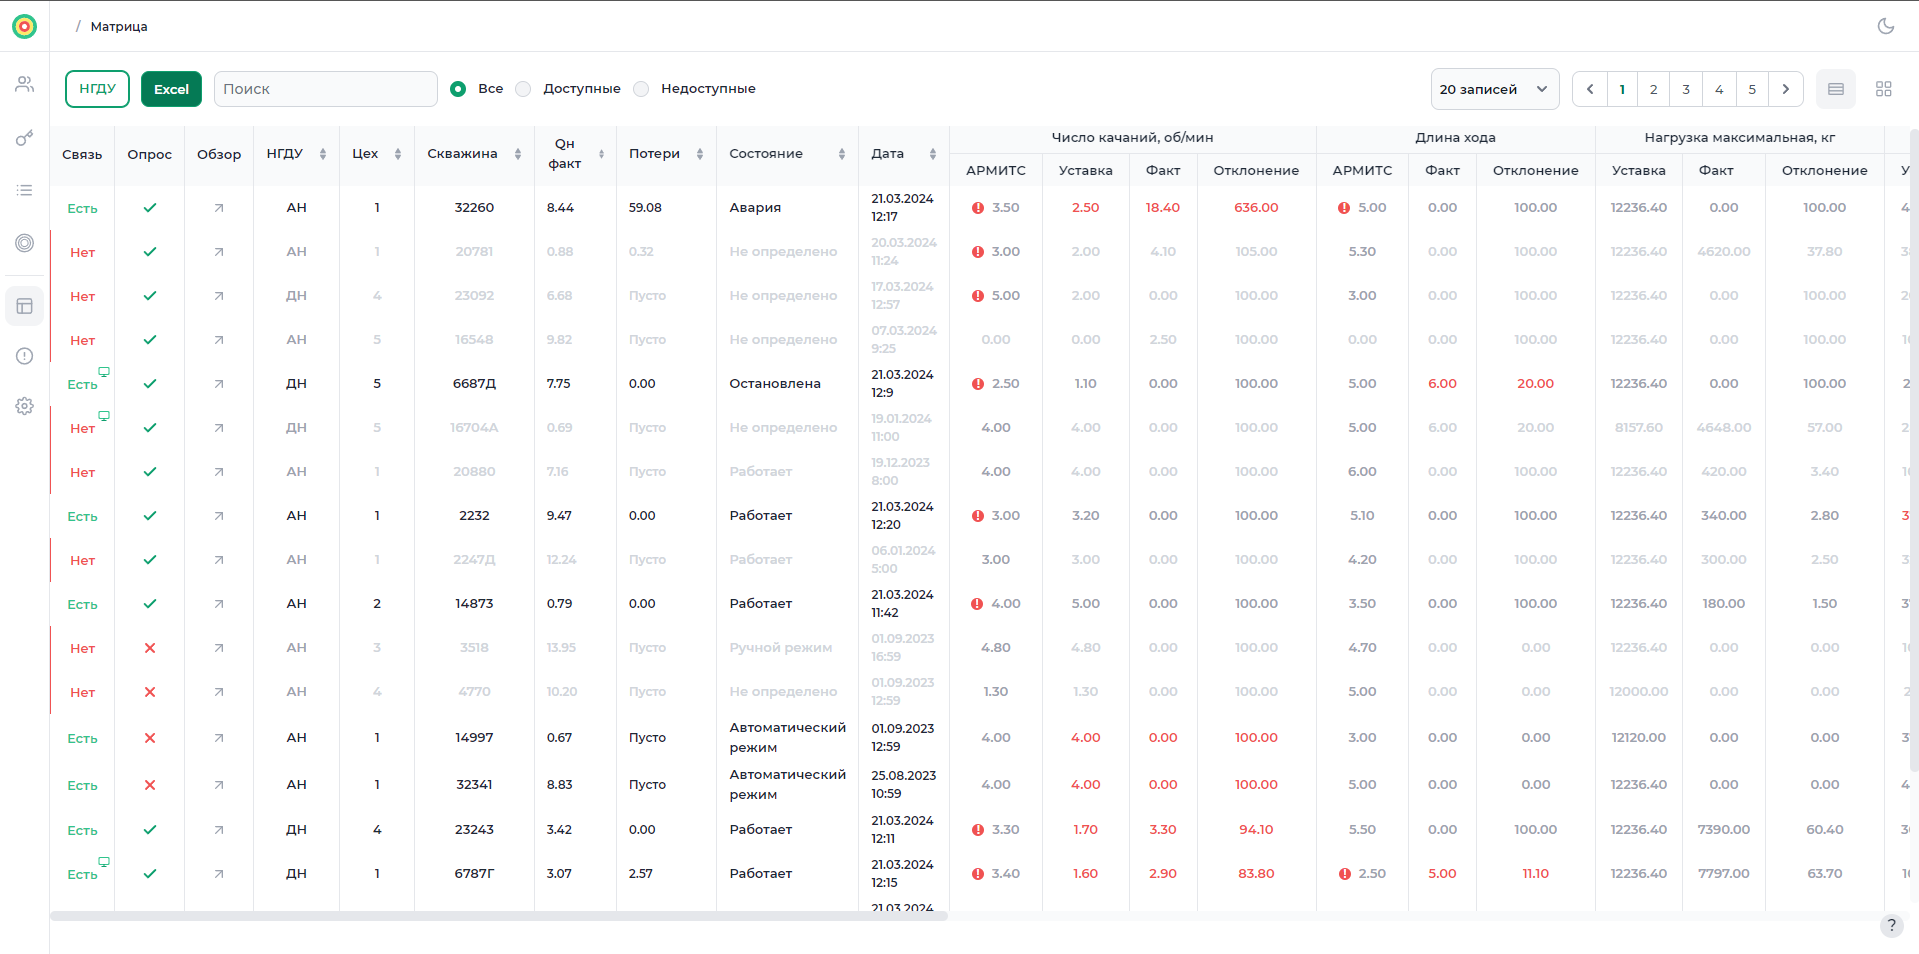 / Матрица
НГДУ Excel Поиск Все Доступные Недоступные 20 записей 1 2 3 4 5
Связь Опрос Обзор НГДУ Цех Скважина Qн факт Потери Состояние Дата Число качаний, об/мин Длина хода Нагрузка максимальная, кг
АРМИТС Уставка Факт Отклонение АРМИТС Факт Отклонение Уставка Факт Отклонение
Есть АН 1 32260 8.44 59.08 Авария 21.03.2024 12:17 3.50 2.50 18.40 636.00 5.00 0.00 100.00 12236.40 0.00 100.00
Нет АН 1 20781 0.88 0.32 Не определено 20.03.2024 11:24 3.00 2.00 4.10 105.00 5.30 0.00 100.00 12236.40 4620.00 37.80
Нет ДН 4 23092 6.68 Пусто Не определено 17.03.2024 12:57 5.00 2.00 0.00 100.00 3.00 0.00 100.00 12236.40 0.00 100.00
Нет АН 5 16548 9.82 Пусто Не определено 07.03.2024 9:25 0.00 0.00 2.50 100.00 0.00 0.00 100.00 12236.40 0.00 100.00
Есть ДН 5 6687Д 7.75 0.00 Остановлена 21.03.2024 12:9 2.50 1.10 0.00 100.00 5.00 6.00 20.00 12236.40 0.00 100.00
Нет ДН 5 16704А 0.69 Пусто Не определено 19.01.2024 11:00 4.00 4.00 0.00 100.00 5.00 6.00 20.00 8157.60 4648.00 57.00
Нет АН 1 20880 7.16 Пусто Работает 19.12.2023 8:00 4.00 4.00 0.00 100.00 6.00 0.00 100.00 12236.40 420.00 3.40
Есть АН 1 2232 9.47 0.00 Работает 21.03.2024 12:20 3.00 3.20 0.00 100.00 5.10 0.00 100.00 12236.40 340.00 2.80
Нет АН 1 2247Д 12.24 Пусто Работает 06.01.2024 5:00 3.00 3.00 0.00 100.00 4.20 0.00 100.00 12236.40 300.00 2.50
Есть АН 2 14873 0.79 0.00 Работает 21.03.2024 11:42 4.00 5.00 0.00 100.00 3.50 0.00 100.00 12236.40 180.00 1.50
Нет АН 3 3518 13.95 Пусто Ручной режим 01.09.2023 16:59 4.80 4.80 0.00 100.00 4.70 0.00 0.00 12236.40 0.00 0.00
Нет АН 4 4770 10.20 Пусто Не определено 01.09.2023 12:59 1.30 1.30 0.00 100.00 5.00 0.00 0.00 12000.00 0.00 0.00
Есть АН 1 14997 0.67 Пусто Автоматический режим 01.09.2023 12:59 4.00 4.00 0.00 100.00 3.00 0.00 0.00 12120.00 0.00 0.00
Есть АН 1 32341 8.83 Пусто Автоматический режим 25.08.2023 10:59 4.00 4.00 0.00 100.00 5.00 0.00 0.00 12236.40 0.00 0.00
Есть ДН 4 23243 3.42 0.00 Работает 21.03.2024 12:11 3.30 1.70 3.30 94.10 5.50 0.00 100.00 12236.40 7390.00 60.40
Есть ДН 1 6787Г 3.07 2.57 Работает 21.03.2024 12:15 3.40 1.60 2.90 83.80 2.50 5.00 11.10 12236.40 7797.00 63.70
21.03.2024
?